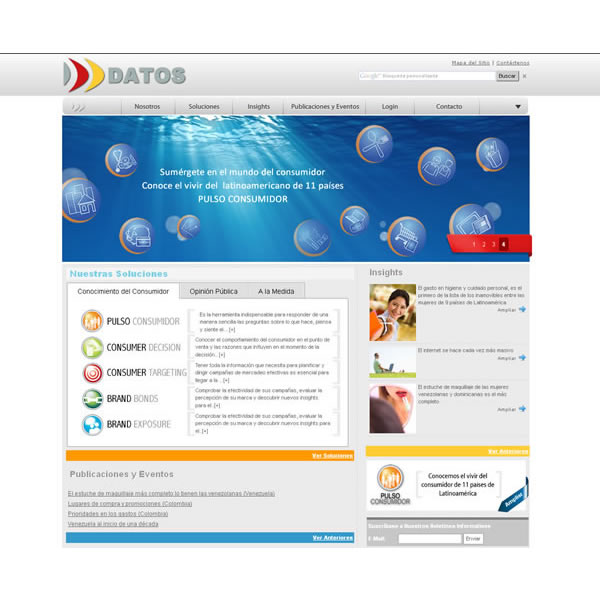 Mapa del Sitio | Contáctenos
DATOS
Google™ Búsqueda personalizada
Buscar
Nosotros
Soluciones
Insights
Publicaciones y Eventos
Login
Contacto
Sumérgete en el mundo del consumidor
Conoce el vivir del latinoamericano de 11 países
PULSO CONSUMIDOR
1 2 3 4
Nuestras Soluciones
Conocimiento del Consumidor
Opinión Pública
A la Medida
PULSO CONSUMIDOR
Es la herramienta indispensable para responder de una
manera sencilla las preguntas sobre lo que hace, piensa
y siente el... [+]
CONSUMER DECISION
Conocer el comportamiento del consumidor en el punto de
venta y las razones que influyen en el momento de la
decisión... [+]
CONSUMER TARGETING
Tener toda la información que necesita para planificar y
dirigir campañas de mercadeo efectivas es esencial para
llegar a la ... [+]
BRAND BONDS
Comprobar la efectividad de sus campañas, evaluar la
percepción de su marca y descubrir nuevos insights
para el [+]
BRAND EXPOSURE
Comprobar la efectividad de sus campañas, evaluar la
percepción de su marca y descubrir nuevos insights
para el...[+]
Ver Soluciones
Publicaciones y Eventos
El estuche de maquillaje más completo lo tienen las venezolanas (Venezuela)
Lugares de compra y promociones (Colombia)
Prioridades en los gastos (Colombia)
Venezuela al inicio de una década
Ver Anteriores
Insights
El gasto en higiene y cuidado personal, es el
primero de la lista de los inamovibles entre las
mujeres de 9 países de Latinoamérica.
Ampliar
El internet se hace cada vez más masivo
Ampliar
El estuche de maquillaje de las mujeres
venezolanas y dominicanas es el más
completo
Ampliar
Ver Anteriores
PULSO
CONSUMIDOR
Conocemos el vivir del
consumidor de 11 países de
Latinoamérica
Ampliar
Suscríbase a Nuestros Boletines Informativos
E-Mail:
Enviar